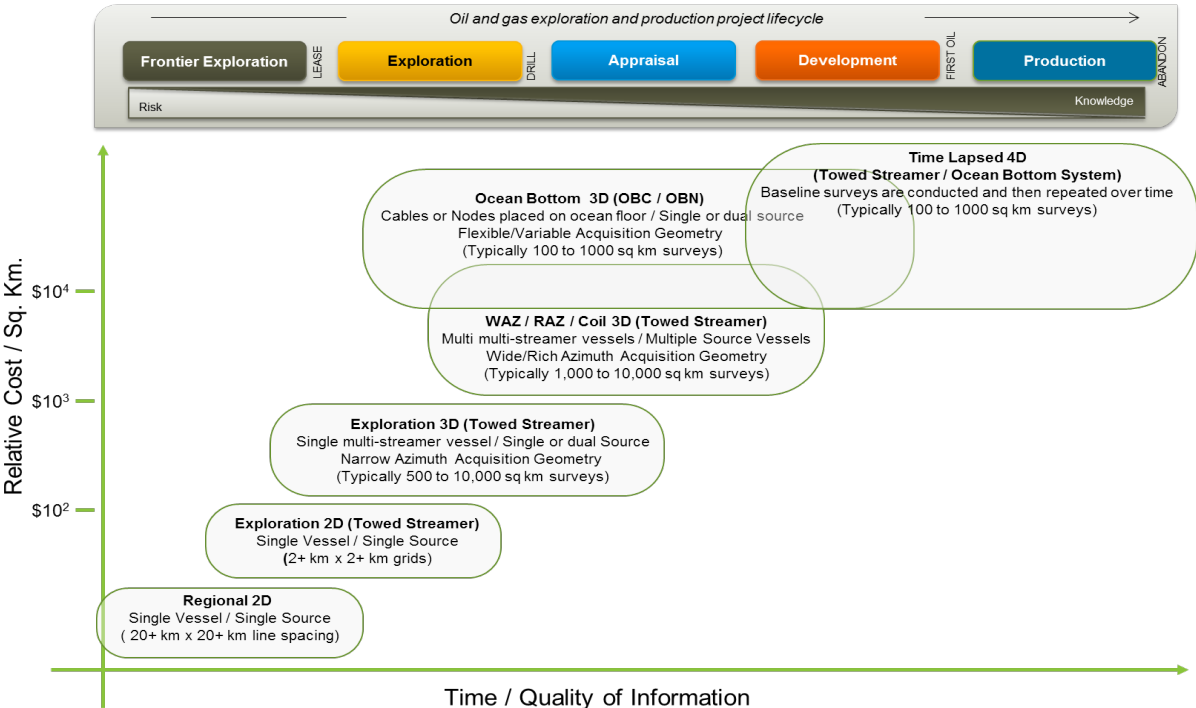 Oil and gas exploration and production project lifecycle
Frontier Exploration
LEASE
Exploration
DRILL
Appraisal
Development
FIRST OIL
Production
ABANDON
Risk
Knowledge
Time Lapsed 4D
(Towed Streamer / Ocean Bottom System)
Baseline surveys are conducted and then repeated over time
(Typically 100 to 1000 sq km surveys)
Ocean Bottom 3D (OBC / OBN)
Cables or Nodes placed on ocean floor / Single or dual source
Flexible/Variable Acquisition Geometry
(Typically 100 to 1000 sq km surveys)
WAZ / RAZ / Coil 3D (Towed Streamer)
Multi multi-streamer vessels / Multiple Source Vessels
Wide/Rich Azimuth Acquisition Geometry
(Typically 1,000 to 10,000 sq km surveys)
Exploration 3D (Towed Streamer)
Single multi-streamer vessel / Single or dual Source
Narrow Azimuth Acquisition Geometry
(Typically 500 to 10,000 sq km surveys)
Exploration 2D (Towed Streamer)
Single Vessel / Single Source
(2+ km x 2+ km grids)
Regional 2D
Single Vessel / Single Source
( 20+ km x 20+ km line spacing)
Relative Cost / Sq. Km.
$10⁴
$10³
$10²
Time / Quality of Information